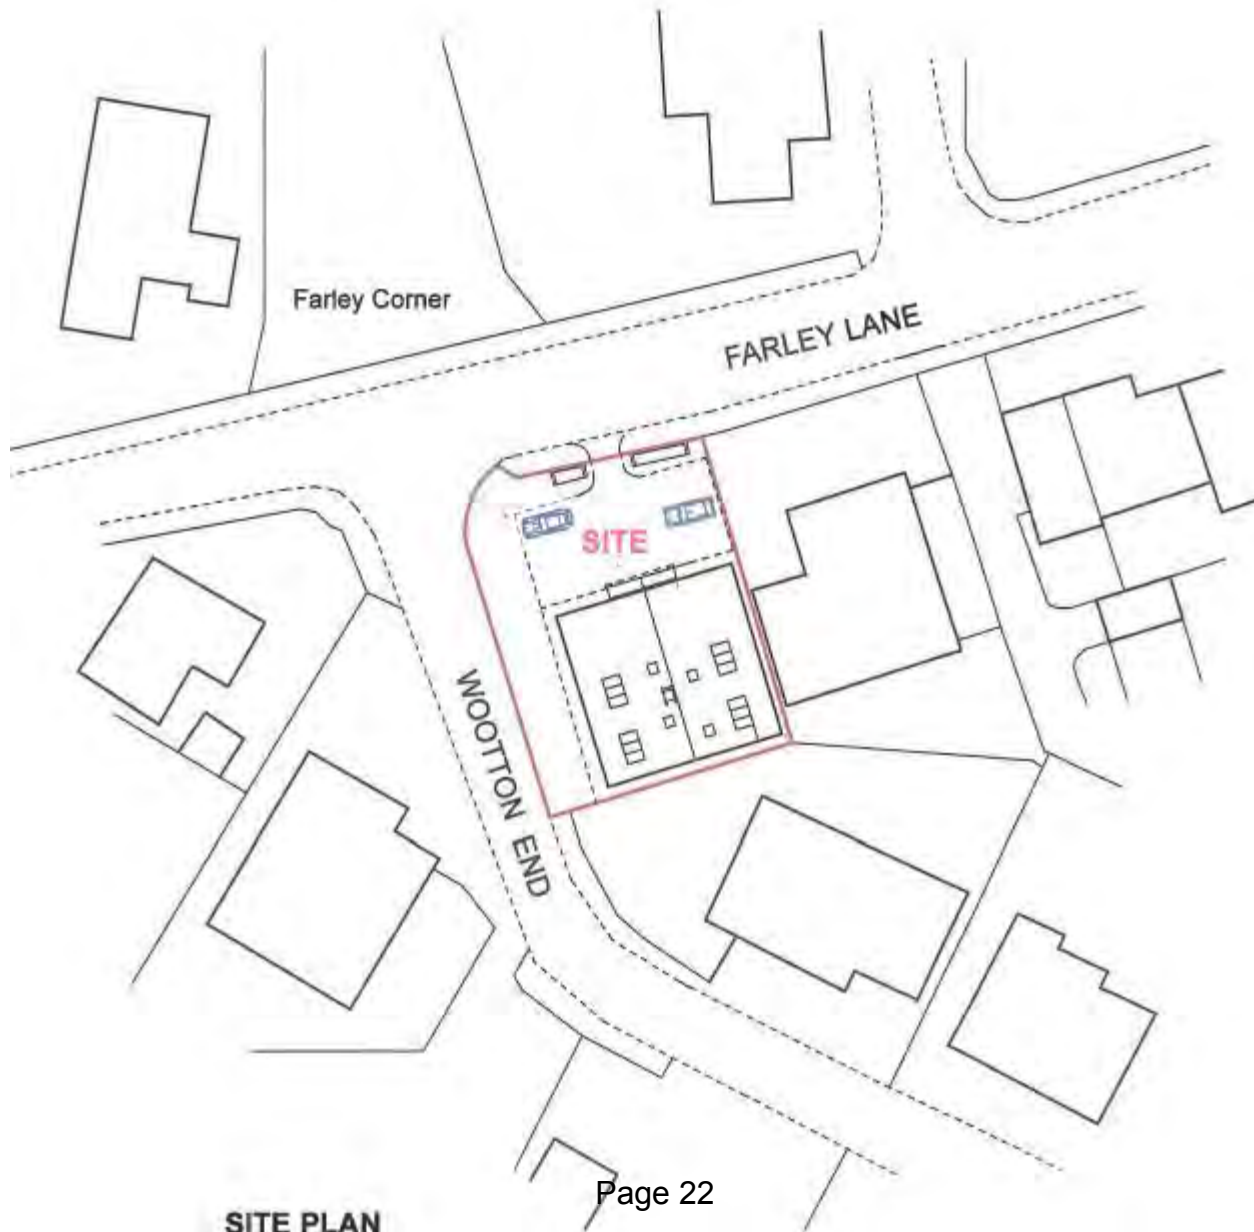 Farley Corner
FARLEY LANE
SITE
WOOTTON END
Page 22
SITE PLAN